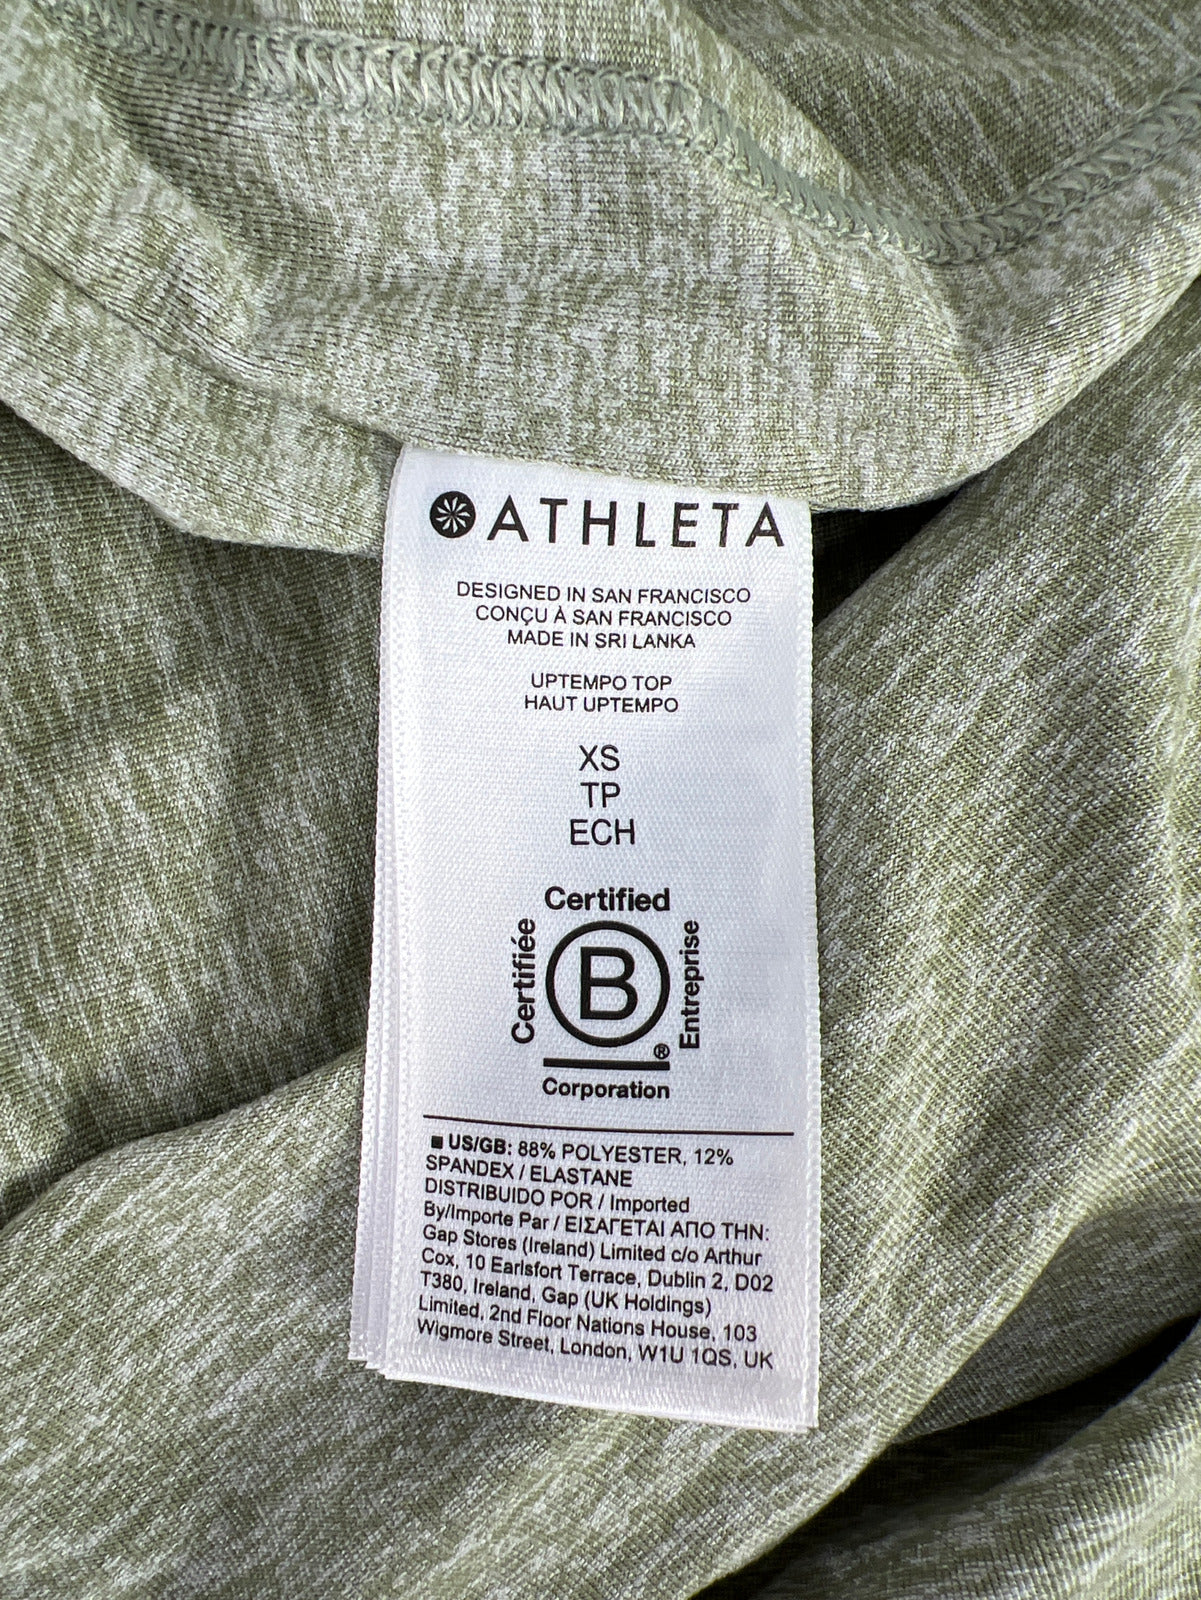 ATHLETA
DESIGNED IN SAN FRANCISCO
CONÇU À SAN FRANCISCO
MADE IN SRI LANKA
UPTEMPO TOP
HAUT UPTEMPO
XS
TP
ECH
Certified
Certifiée
B
Entreprise
®
Corporation
■ US/GB: 88% POLYESTER, 12%
SPANDEX / ELASTANE
DISTRIBUIDO POR / Imported
By/Importe Par / ΕΙΣΑΓΕΤΑΙ ΑΠΟ ΤΗΝ:
Gap Stores (Ireland) Limited c/o Arthur
Cox, 10 Earlsfort Terrace, Dublin 2, D02
T380, Ireland, Gap (UK Holdings)
Limited, 2nd Floor Nations House, 103
Wigmore Street, London, W1U 1QS, UK